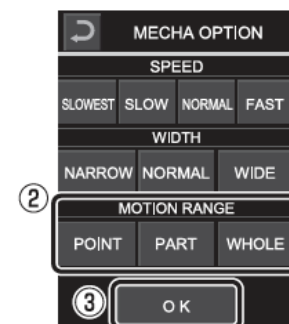 MECHA OPTION
SPEED
SLOWEST SLOW NORMAL FAST
WIDTH
NARROW NORMAL WIDE
②
MOTION RANGE
POINT PART WHOLE
③ OK